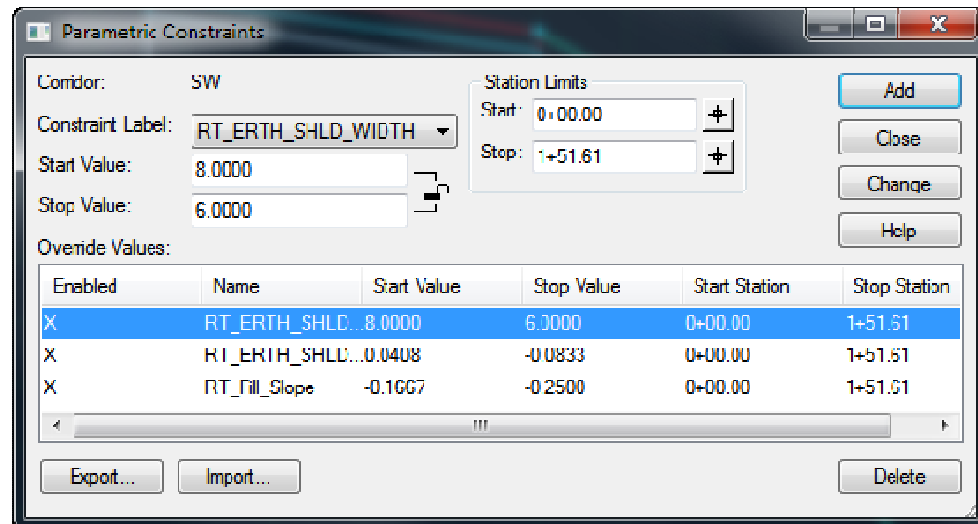 Parametric Constraints
Corridor: SW
Constraint Label: RT_ERTH_SHLD_WIDTH
Start Value: 8.0000
Stop Value: 6.0000
Station Limits
Start: 0+00.00
Stop: 1+51.61
Add
Close
Change
Help
Override Values:
Enabled Name Start Value Stop Value Start Station Stop Station
X RT_ERTH_SHLD... 8.0000 6.0000 0+00.00 1+51.61
X RT_ERTH_SHLD... 0.0408 -0.0833 0+00.00 1+51.61
X RT_Fill_Slope -0.1667 -0.2500 0+00.00 1+51.61
Export... Import... Delete